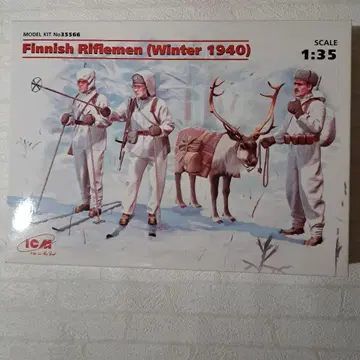 MODEL KIT No35566
Finnish Riflemen (Winter 1940)
SCALE
1:35
ICM